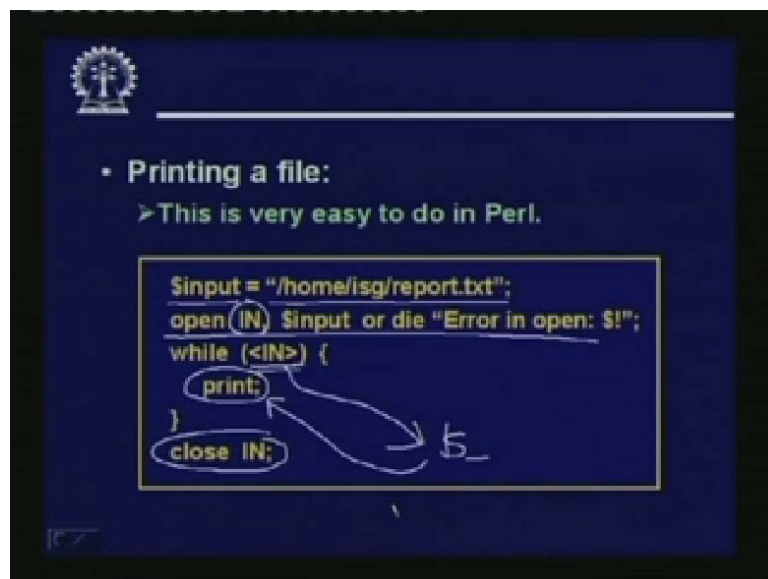 • Printing a file:
➢This is very easy to do in Perl.
$input = “/home/isg/report.txt”;
open (IN, $input or die “Error in open: $!”;
while (<IN>) {
print;
}
close IN;
$_